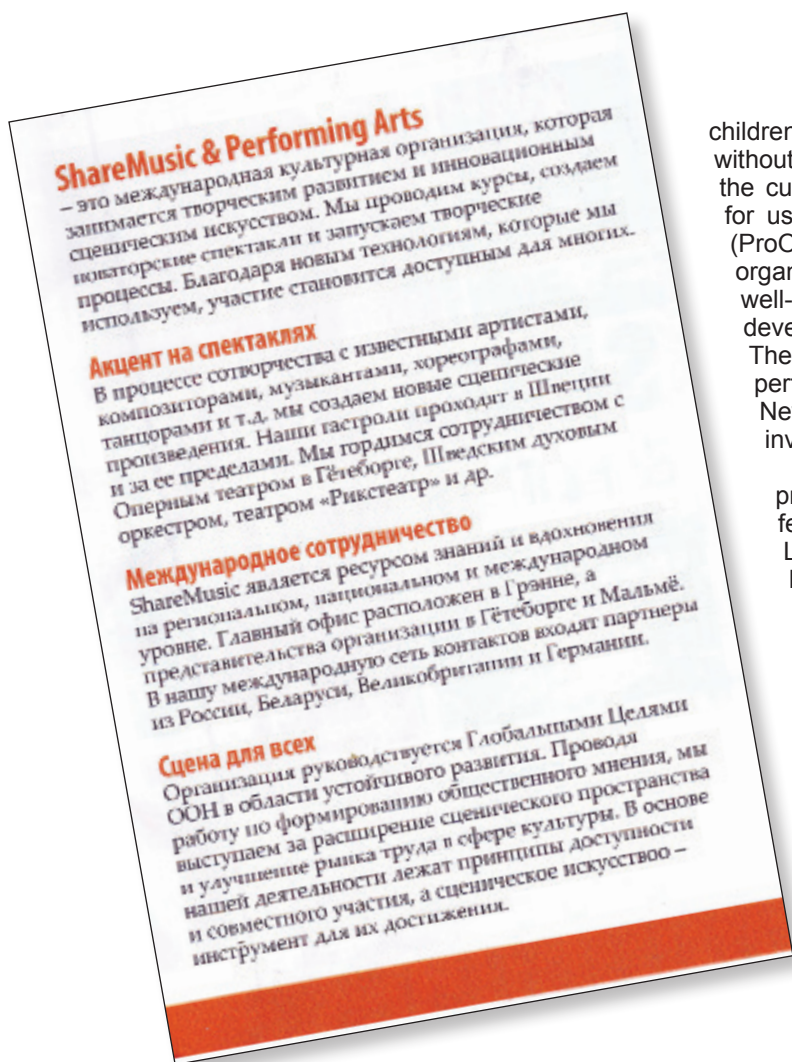 ShareMusic & Performing Arts
– это международная культурная организация, которая
занимается творческим развитием и инновационным
сценическим искусством. Мы проводим курсы, создаем
новаторские спектакли и запускаем творческие
процессы. Благодаря новым технологиям, которые мы
используем, участие становится доступным для многих.
Акцент на спектаклях
В процессе сотворчества с известными артистами,
композиторами, музыкантами, хореографами,
танцорами и т.д. мы создаем новые сценические
произведения. Наши гастроли проходят в Швеции
и за ее пределами. Мы гордимся сотрудничеством с
Оперным театром в Гётеборге, Шведским духовым
оркестром, театром «Рикстеатр» и др.
Международное сотрудничество
ShareMusic является ресурсом знаний и вдохновения
на региональном, национальном и международном
уровне. Главный офис расположен в Грэнне, а
представительства организации в Гётеборге и Мальмё.
В нашу международную сеть контактов входят партнеры
из России, Беларуси, Великобритании и Германии.
Сцена для всех
Организация руководствуется Глобальными Целями
ООН в области устойчивого развития. Проводя
работу по формированию общественного мнения, мы
выступаем за расширение сценического пространства
и улучшение рынка труда в сфере культуры. В основе
нашей деятельности лежат принципы доступности
и совместного участия, а сценическое искусствоо –
инструмент для их достижения.
children
without
the cu
for us
(ProC
organ
well-
deve
The
per
Ne
inv
pr
fe
L